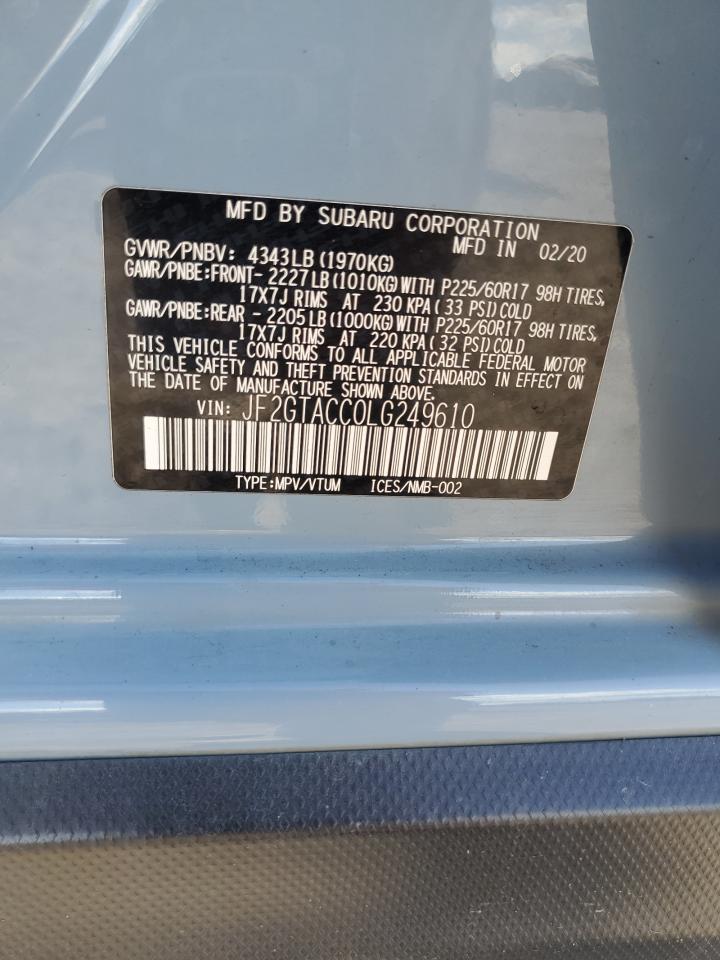 MFD BY SUBARU CORPORATION
MFD IN 02/20
GVWR/PNBV: 4343LB (1970KG)
GAWR/PNBE:FRONT- 2227LB (1010KG) WITH P225/60R17 98H TIRES,
17X7J RIMS AT 230 KPA (33 PSI) COLD
GAWR/PNBE:REAR - 2205LB (1000KG) WITH P225/60R17 98H TIRES,
17X7J RIMS AT 220 KPA (32 PSI) COLD
THIS VEHICLE CONFORMS TO ALL APPLICABLE FEDERAL MOTOR
VEHICLE SAFETY AND THEFT PREVENTION STANDARDS IN EFFECT ON
THE DATE OF MANUFACTURE SHOWN ABOVE.
VIN: JF2GTACC0LG249610
TYPE:MPV/VTUM ICES/NMB-002